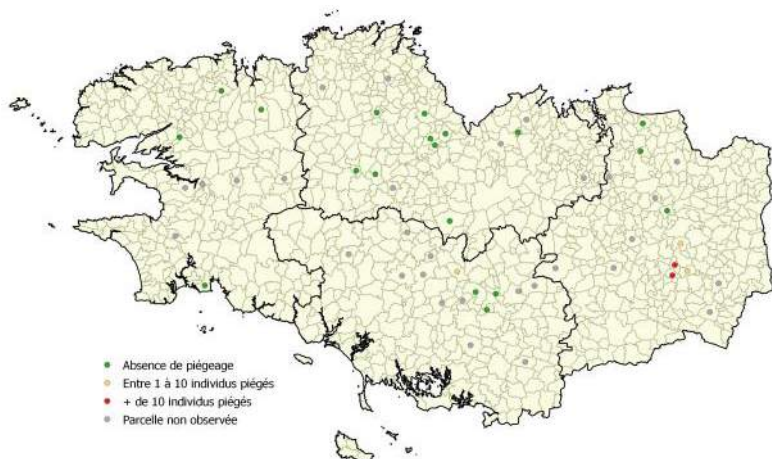 Absence de piégeage
Entre 1 à 10 individus piégés
+ de 10 individus piégés
Parcelle non observée